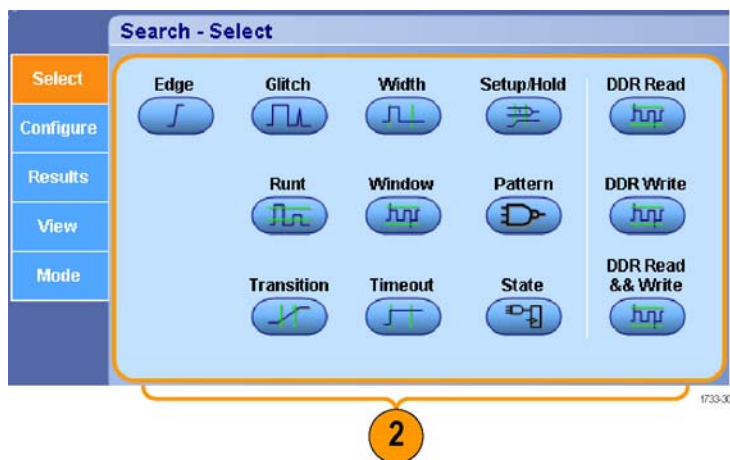 Search - Select
Select
Configure
Results
View
Mode
Edge
Glitch
Width
Setup/Hold
DDR Read
Runt
Window
Pattern
DDR Write
Transition
Timeout
State
DDR Read
&& Write
2